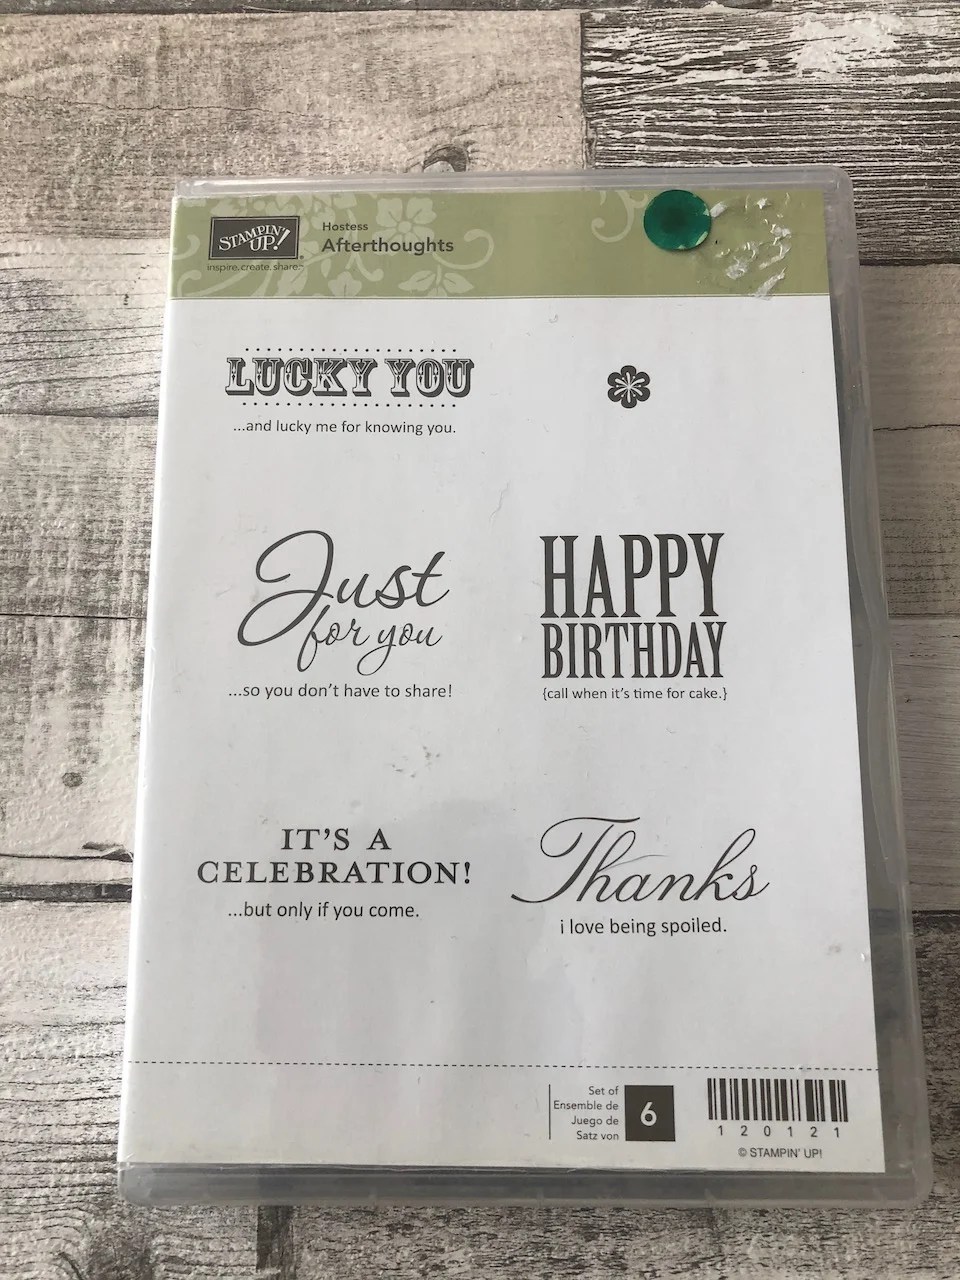 STAMPIN' UP!®
inspire. create. share.™
Hostess
Afterthoughts
LUCKY YOU
...and lucky me for knowing you.
Just
for you
...so you don't have to share!
HAPPY
BIRTHDAY
{call when it's time for cake.}
IT'S A
CELEBRATION!
...but only if you come.
Thanks
i love being spoiled.
Set of
Ensemble de
Juego de
Satz von
6
120121
© STAMPIN' UP!